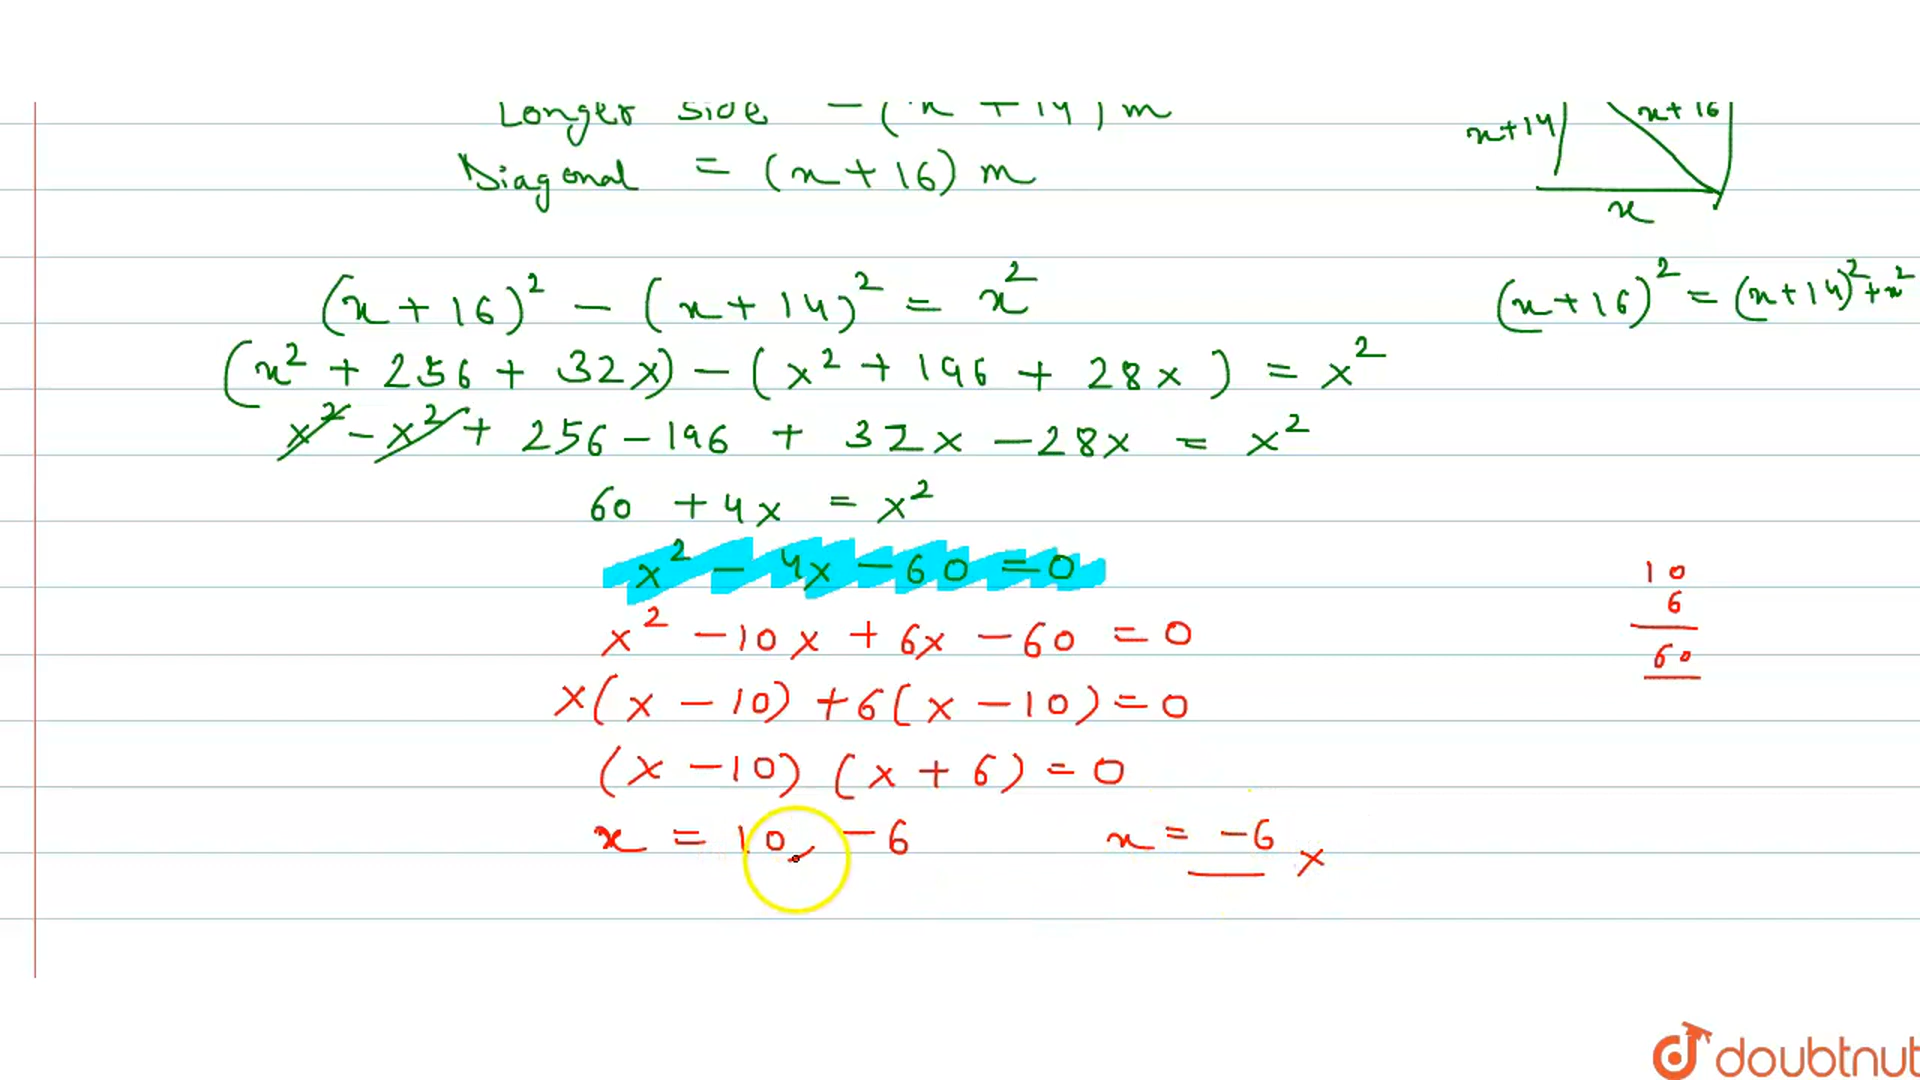 Longer side = (x + 14) m
Diagonal = (x + 16) m
x+14
x+16
x
(x + 16)² - (x + 14)² = x²
(x + 16)² = (x + 14)² + x²
(x² + 256 + 32x) - (x² + 196 + 28x) = x²
x² - x² + 256 - 196 + 32x - 28x = x²
60 + 4x = x²
x² - 4x - 60 = 0
x² - 10x + 6x - 60 = 0
x(x - 10) + 6(x - 10) = 0
(x - 10) (x + 6) = 0
x = 10, -6
x = -6 ×
10
6
60
doubtnut